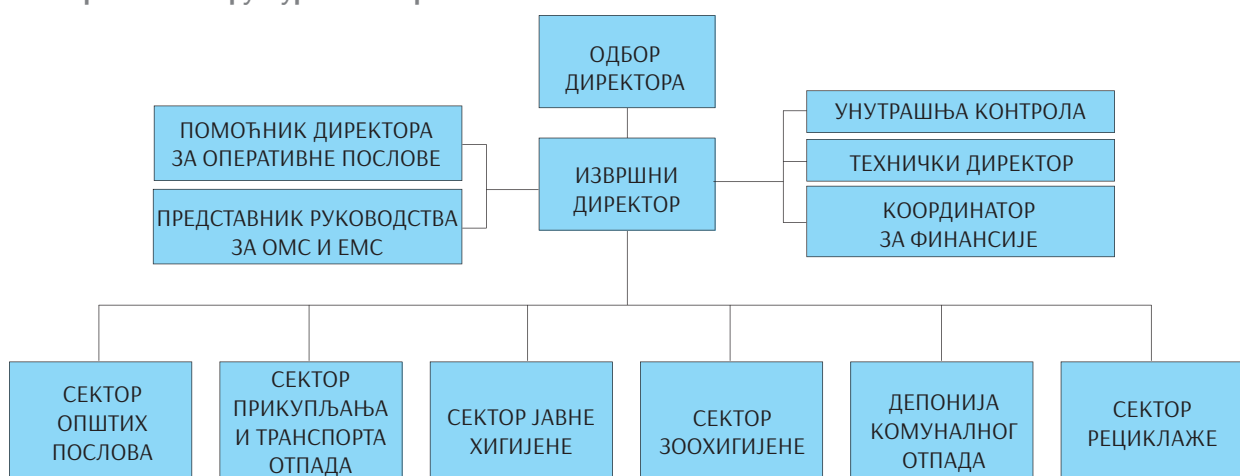 ОДБОР
ДИРЕКТОРА
ПОМОЋНИК ДИРЕКТОРА
ЗА ОПЕРАТИВНЕ ПОСЛОВЕ
ПРЕДСТАВНИК РУКОВОДСТВА
ЗА ОМС И ЕМС
ИЗВРШНИ
ДИРЕКТОР
УНУТРАШЊА КОНТРОЛА
ТЕХНИЧКИ ДИРЕКТОР
КООРДИНАТОР
ЗА ФИНАНСИЈЕ
СЕКТОР
ОПШТИХ
ПОСЛОВА
СЕКТОР
ПРИКУПЉАЊА
И ТРАНСПОРТА
ОТПАДА
СЕКТОР ЈАВНЕ
ХИГИЈЕНЕ
СЕКТОР
ЗООХИГИЈЕНЕ
ДЕПОНИЈА
КОМУНАЛНОГ
ОТПАДА
СЕКТОР
РЕЦИКЛАЖЕ